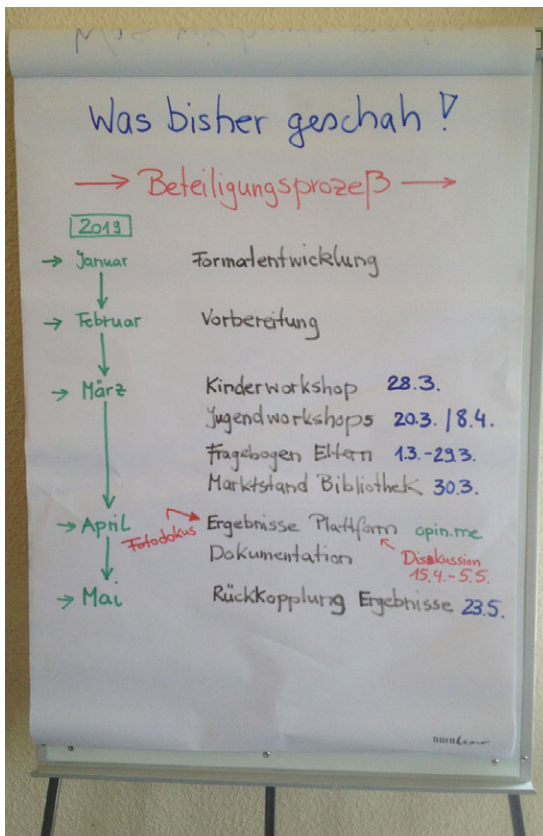 Was bisher geschah!
→ Beteiligungsprozeß →
2019
→ Januar Formatentwicklung
→ Februar Vorbereitung
→ März Kinderworkshop 28.3.
Jugendworkshops 20.3. / 8.4.
Fragebogen Eltern 1.3.-29.3.
Marktstand Bibliothek 30.3.
→ April Ergebnisse Plattform opin.me
Fotodokus
Dokumentation
Diskussion
15.4.-5.5.
→ Mai Rückkopplung Ergebnisse 23.5.